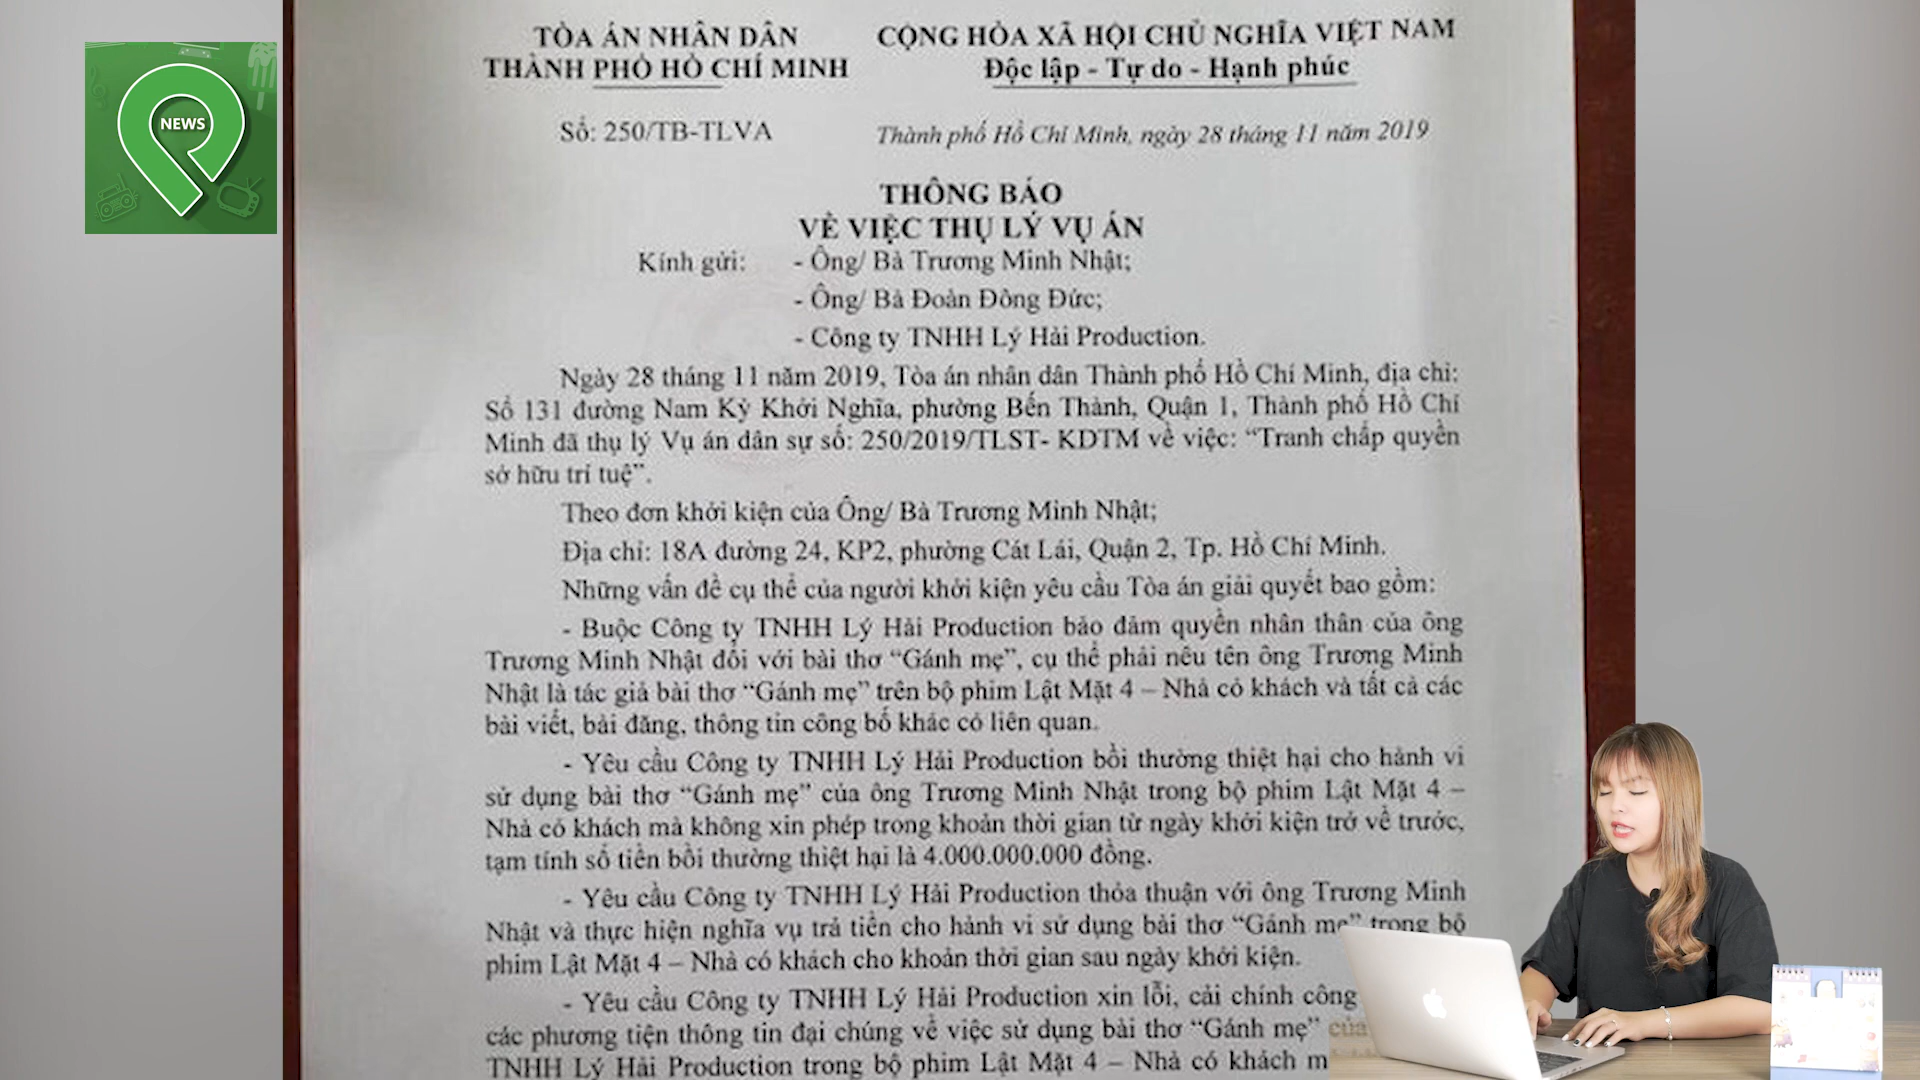 NEWS
TÒA ÁN NHÂN DÂN
THÀNH PHỐ HỒ CHÍ MINH
CỘNG HÒA XÃ HỘI CHỦ NGHĨA VIỆT NAM
Độc lập - Tự do - Hạnh phúc
Số: 250/TB-TLVA
Thành phố Hồ Chí Minh, ngày 28 tháng 11 năm 2019
THÔNG BÁO
VỀ VIỆC THỤ LÝ VỤ ÁN
Kính gửi: - Ông/ Bà Trương Minh Nhật;
- Ông/ Bà Đoàn Đông Đức;
- Công ty TNHH Lý Hải Production.
Ngày 28 tháng 11 năm 2019, Tòa án nhân dân Thành phố Hồ Chí Minh, địa chỉ:
Số 131 đường Nam Kỳ Khởi Nghĩa, phường Bến Thành, Quận 1, Thành phố Hồ Chí
Minh đã thụ lý Vụ án dân sự số: 250/2019/TLST- KDTM về việc: “Tranh chấp quyền
sở hữu trí tuệ”.
Theo đơn khởi kiện của Ông/ Bà Trương Minh Nhật;
Địa chỉ: 18A đường 24, KP2, phường Cát Lái, Quận 2, Tp. Hồ Chí Minh.
Những vấn đề cụ thể của người khởi kiện yêu cầu Tòa án giải quyết bao gồm:
- Buộc Công ty TNHH Lý Hải Production bảo đảm quyền nhân thân của ông
Trương Minh Nhật đối với bài thơ “Gánh mẹ”, cụ thể phải nêu tên ông Trương Minh
Nhật là tác giả bài thơ “Gánh mẹ” trên bộ phim Lật Mặt 4 – Nhà có khách và tất cả các
bài viết, bài đăng, thông tin công bố khác có liên quan.
- Yêu cầu Công ty TNHH Lý Hải Production bồi thường thiệt hại cho hành vi
sử dụng bài thơ “Gánh mẹ” của ông Trương Minh Nhật trong bộ phim Lật Mặt 4 –
Nhà có khách mà không xin phép trong khoản thời gian từ ngày khởi kiện trở về trước,
tạm tính số tiền bồi thường thiệt hại là 4.000.000.000 đồng.
- Yêu cầu Công ty TNHH Lý Hải Production thỏa thuận với ông Trương Minh
Nhật và thực hiện nghĩa vụ trả tiền cho hành vi sử dụng bài thơ “Gánh mẹ” trong bộ
phim Lật Mặt 4 – Nhà có khách cho khoản thời gian sau ngày khởi kiện.
- Yêu cầu Công ty TNHH Lý Hải Production xin lỗi, cải chính công
các phương tiện thông tin đại chúng về việc sử dụng bài thơ “Gánh mẹ” của
TNHH Lý Hải Production trong bộ phim Lật Mặt 4 – Nhà có khách